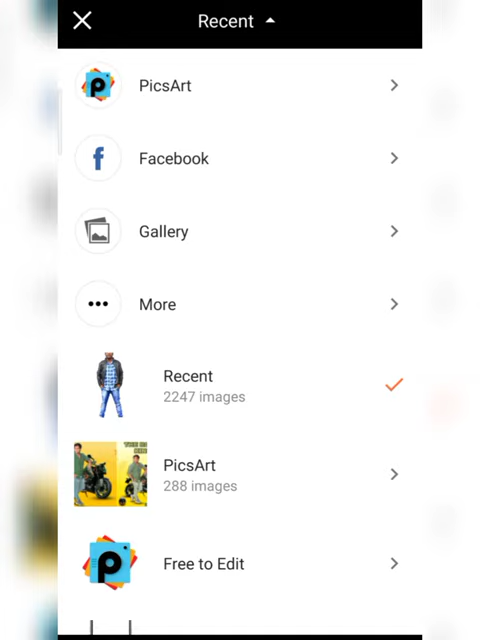 Recent
PicsArt
Facebook
Gallery
More
Recent
2247 images
PicsArt
288 images
Free to Edit